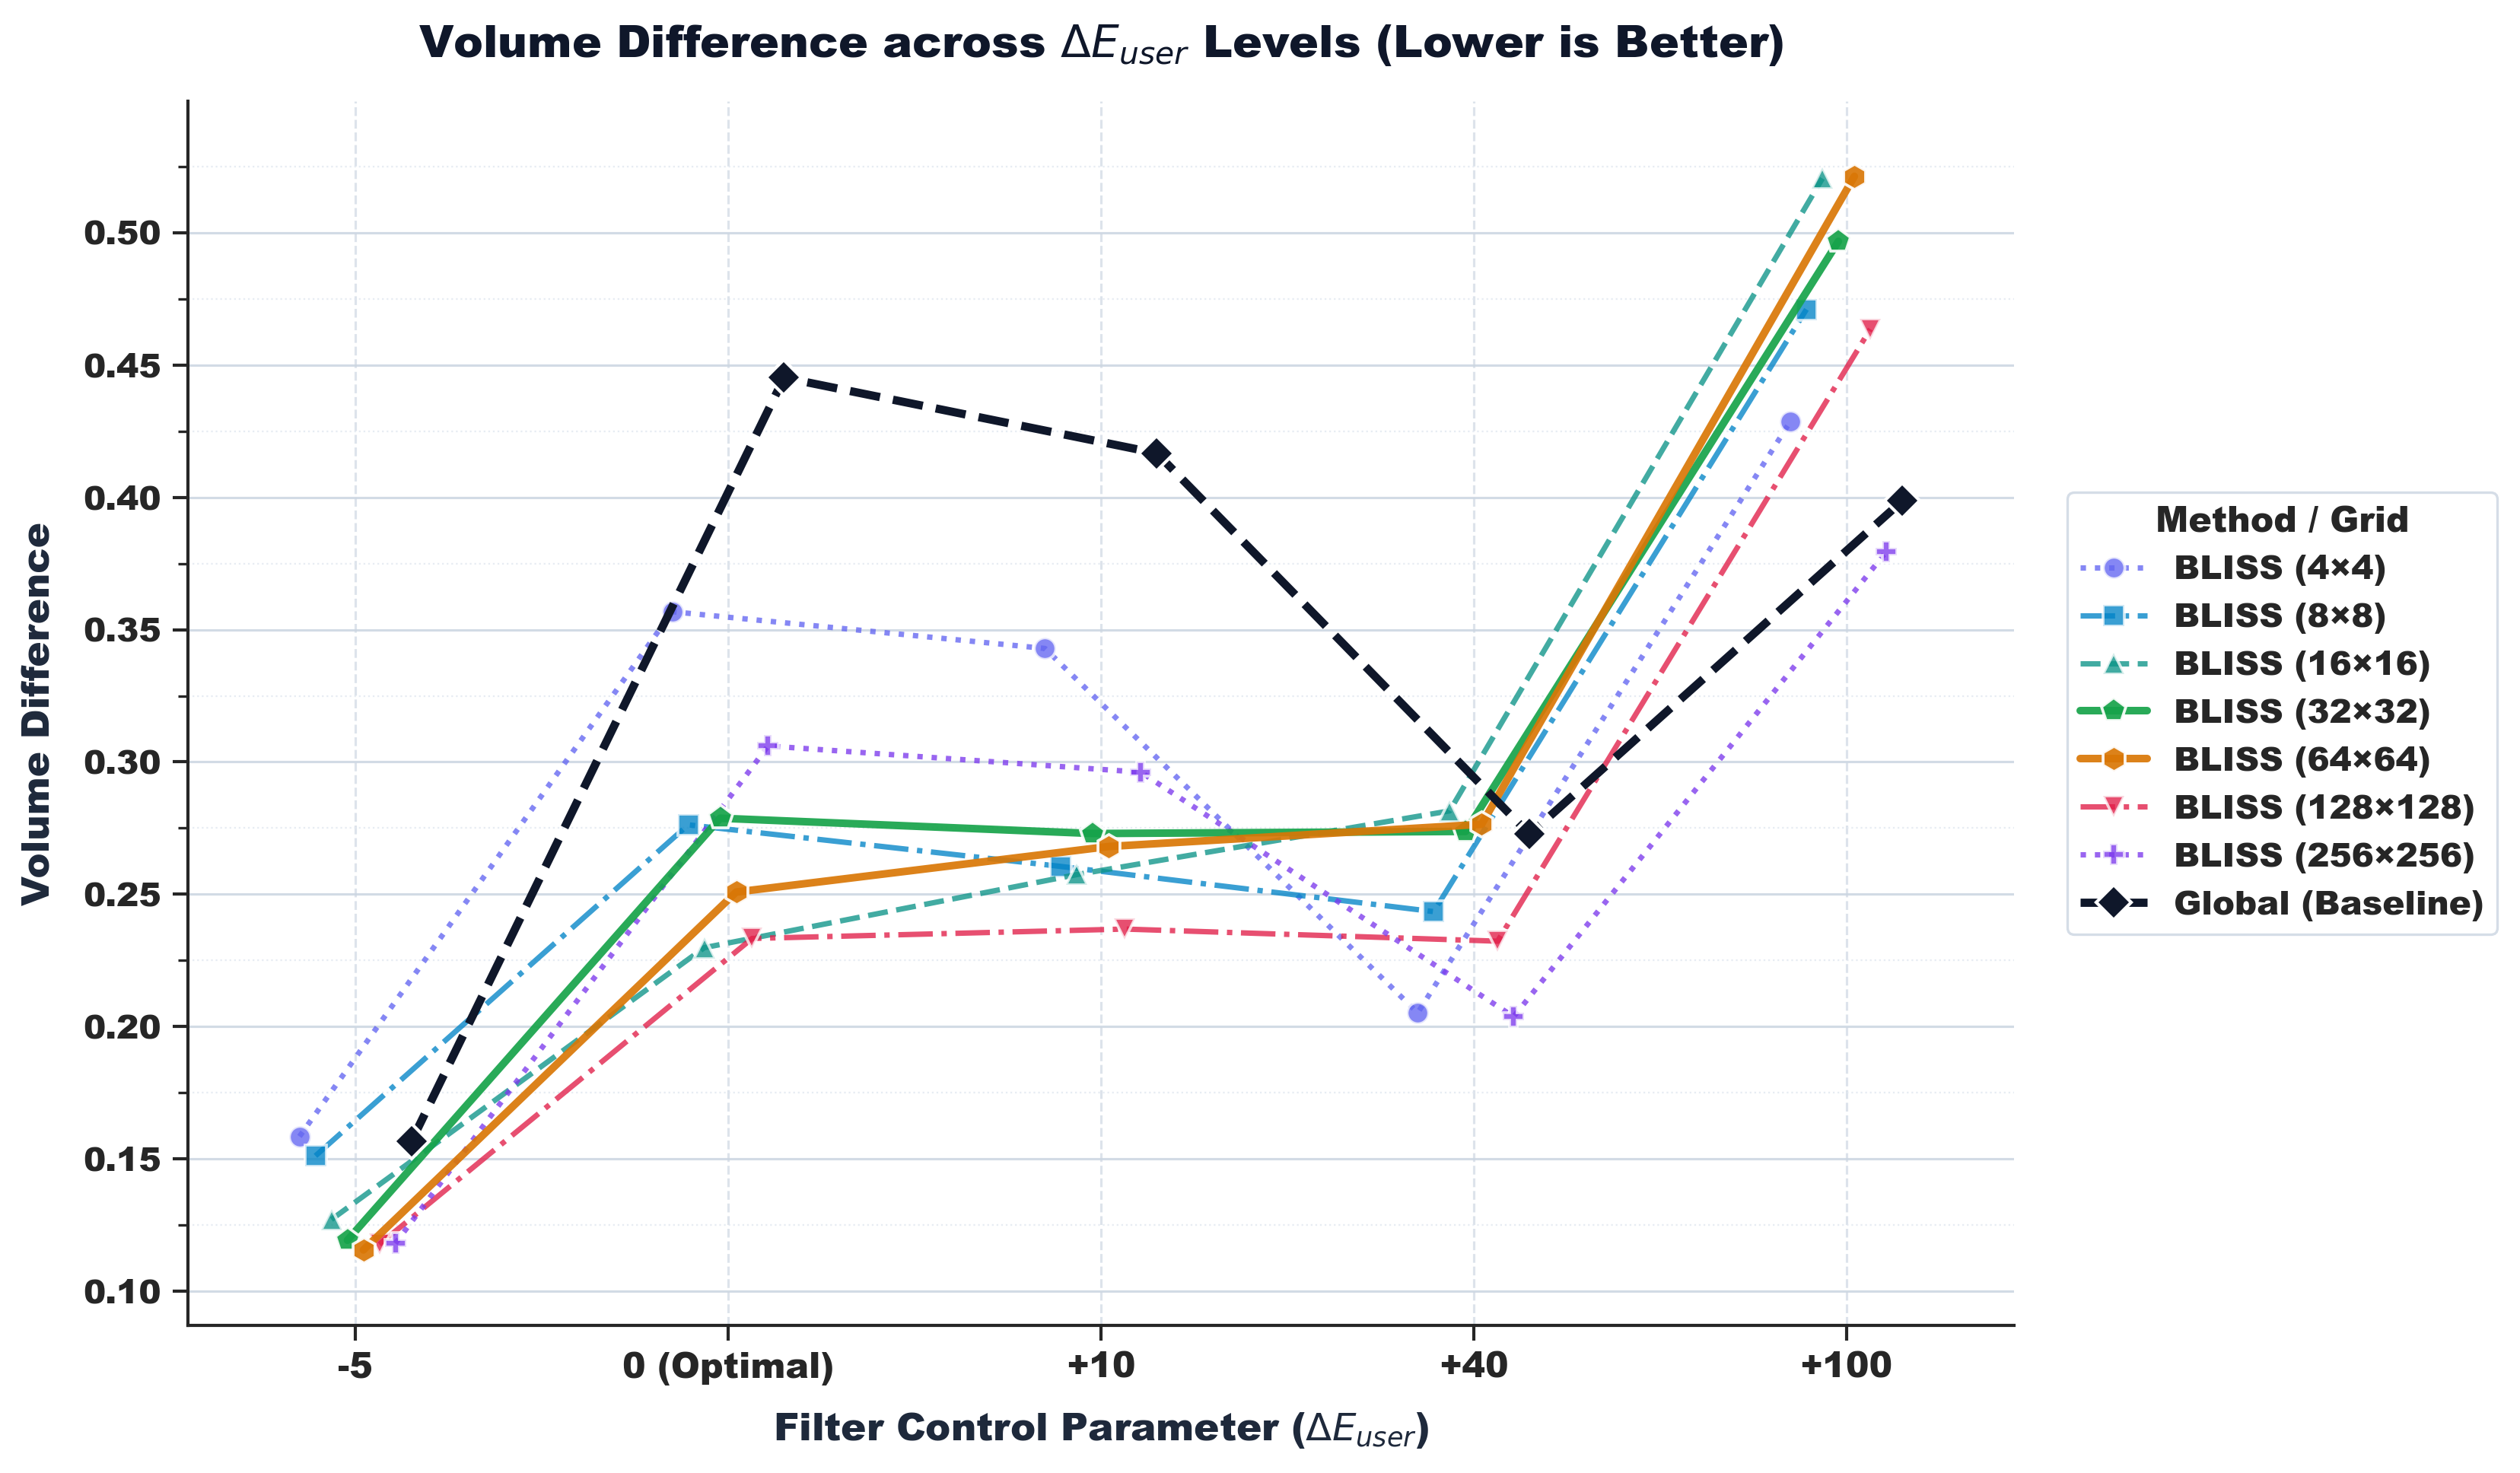 Volume Difference across ΔE_user Levels (Lower is Better)
Volume Difference
0.50
0.45
0.40
0.35
0.30
0.25
0.20
0.15
0.10
-5
0 (Optimal)
+10
+40
+100
Filter Control Parameter (ΔE_user)
Method / Grid
BLISS (4×4)
BLISS (8×8)
BLISS (16×16)
BLISS (32×32)
BLISS (64×64)
BLISS (128×128)
BLISS (256×256)
Global (Baseline)